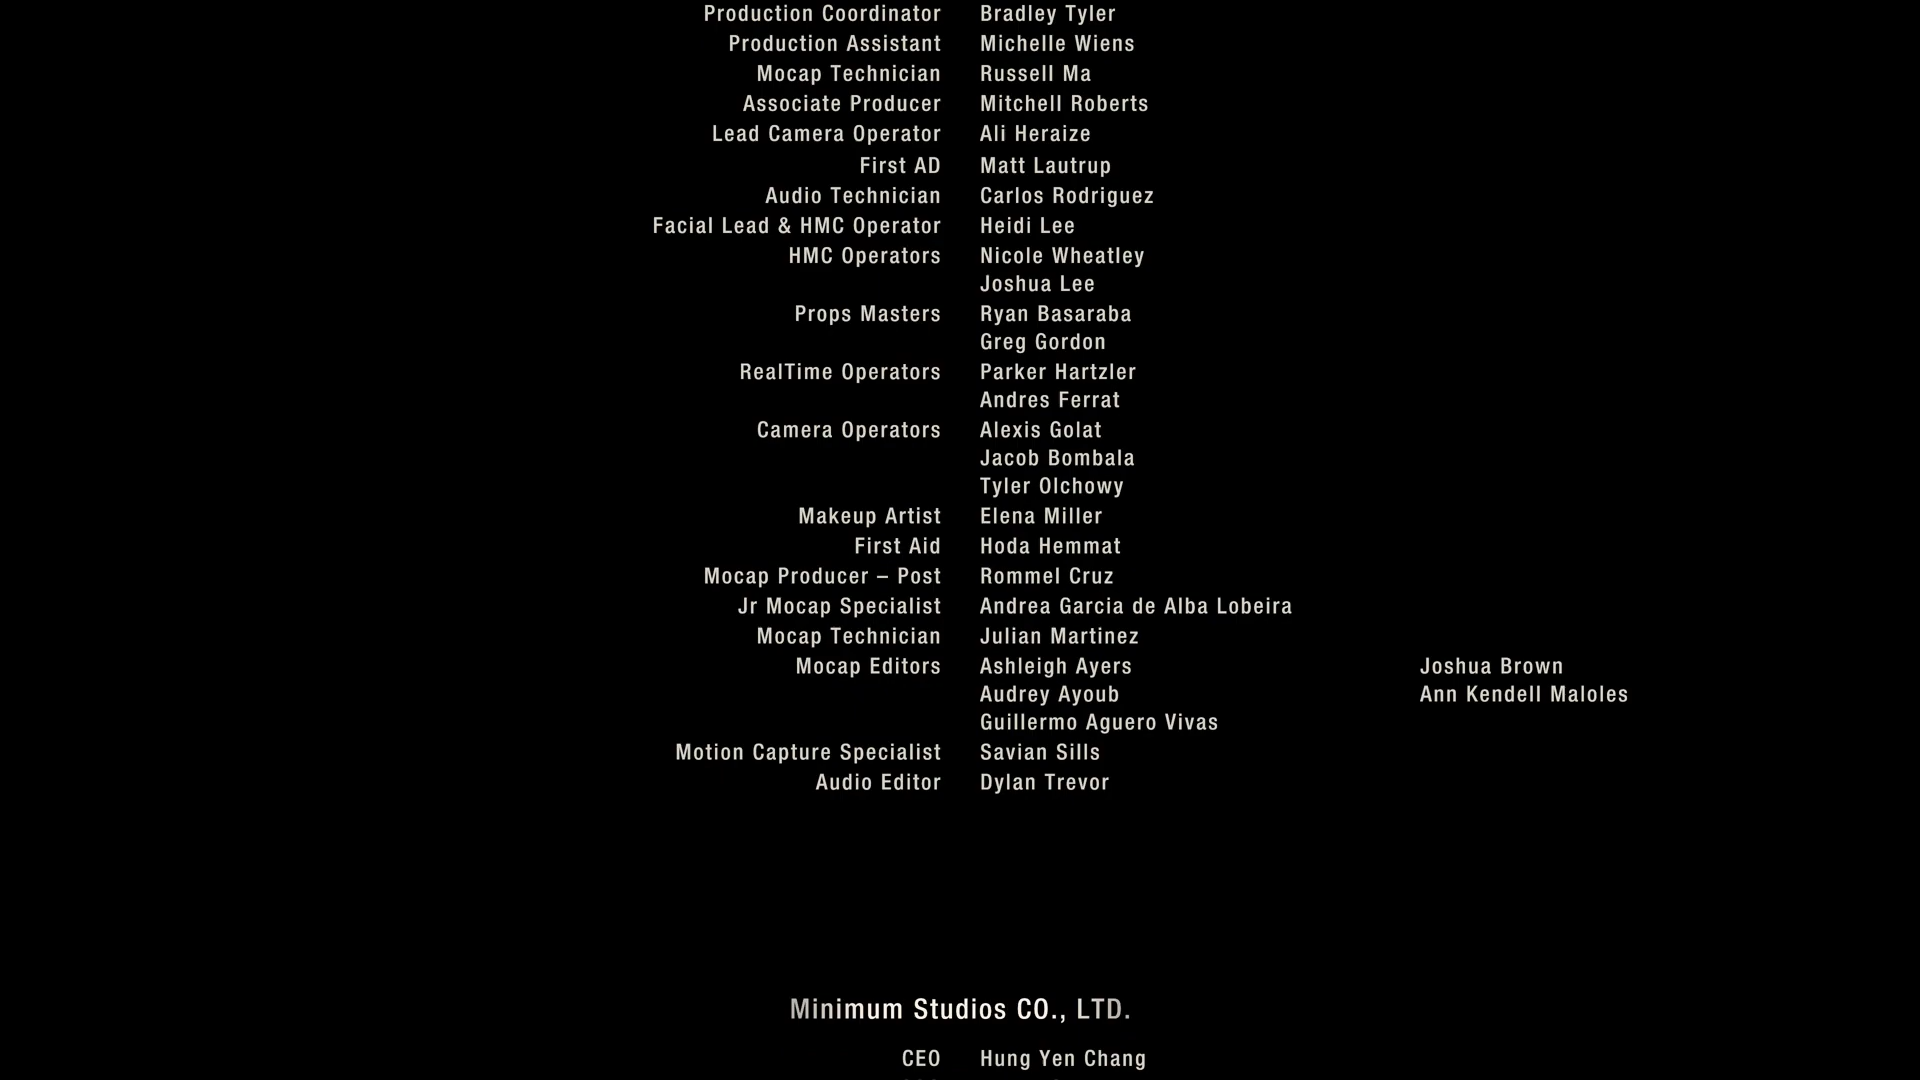 Production Coordinator Bradley Tyler
Production Assistant Michelle Wiens
Mocap Technician Russell Ma
Associate Producer Mitchell Roberts
Lead Camera Operator Ali Heraize
First AD Matt Lautrup
Audio Technician Carlos Rodriguez
Facial Lead & HMC Operator Heidi Lee
HMC Operators Nicole Wheatley
Joshua Lee
Props Masters Ryan Basaraba
Greg Gordon
RealTime Operators Parker Hartzler
Andres Ferrat
Camera Operators Alexis Golat
Jacob Bombala
Tyler Olchowy
Makeup Artist Elena Miller
First Aid Hoda Hemmat
Mocap Producer – Post Rommel Cruz
Jr Mocap Specialist Andrea Garcia de Alba Lobeira
Mocap Technician Julian Martinez
Mocap Editors Ashleigh Ayers Joshua Brown
Audrey Ayoub Ann Kendell Maloles
Guillermo Aguero Vivas
Motion Capture Specialist Savian Sills
Audio Editor Dylan Trevor
Minimum Studios CO., LTD.
CEO Hung Yen Chang